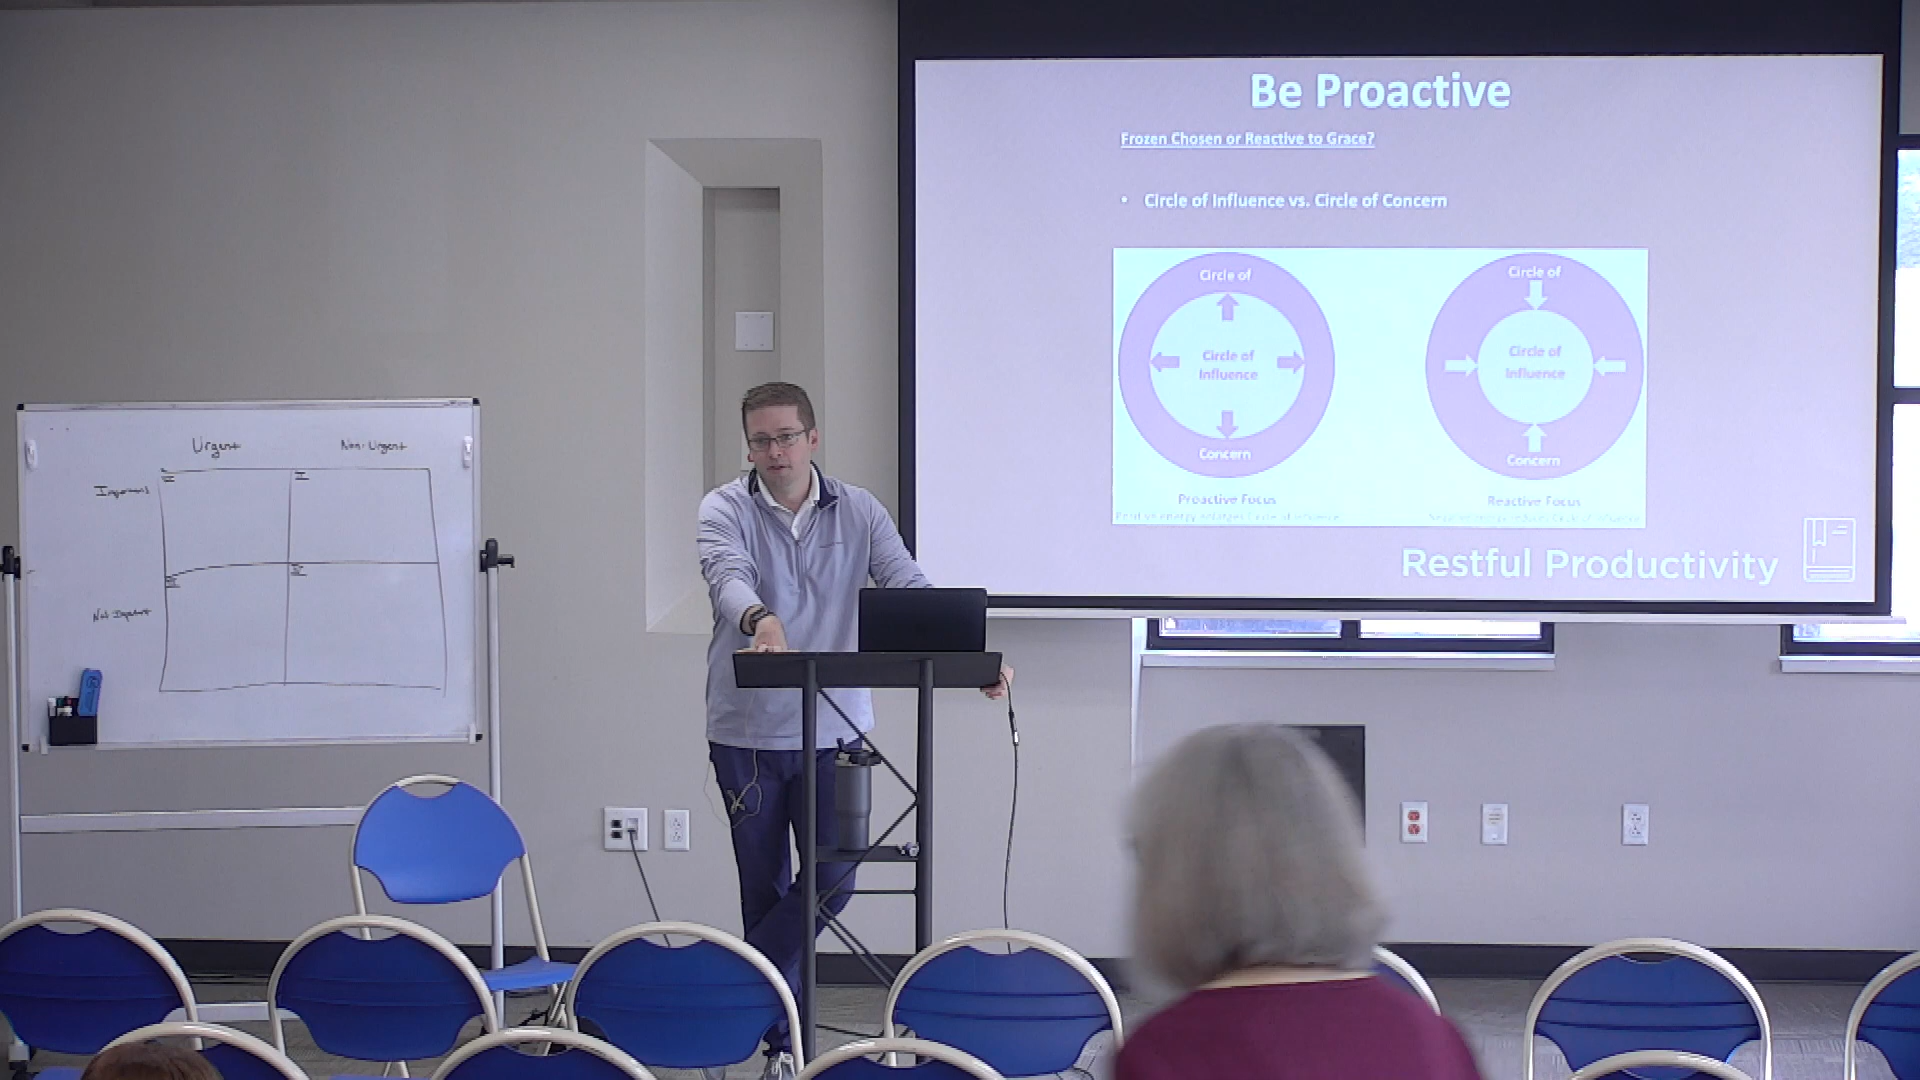 Be Proactive
Frozen Chosen or Reactive to Grace?
• Circle of Influence vs. Circle of Concern
Circle of
Circle of
Influence
Concern
Proactive Focus
Circle of
Circle of
Influence
Concern
Reactive Focus
Restful Productivity
Urgent
Non-Urgent
Important
Not Important